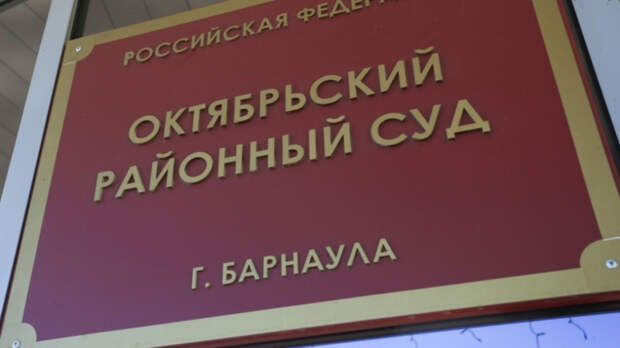 РОССИЙСКАЯ
ОКТЯБРЬСКИЙ
РАЙОННЫЙ СУД
Г. БАРНАУЛА